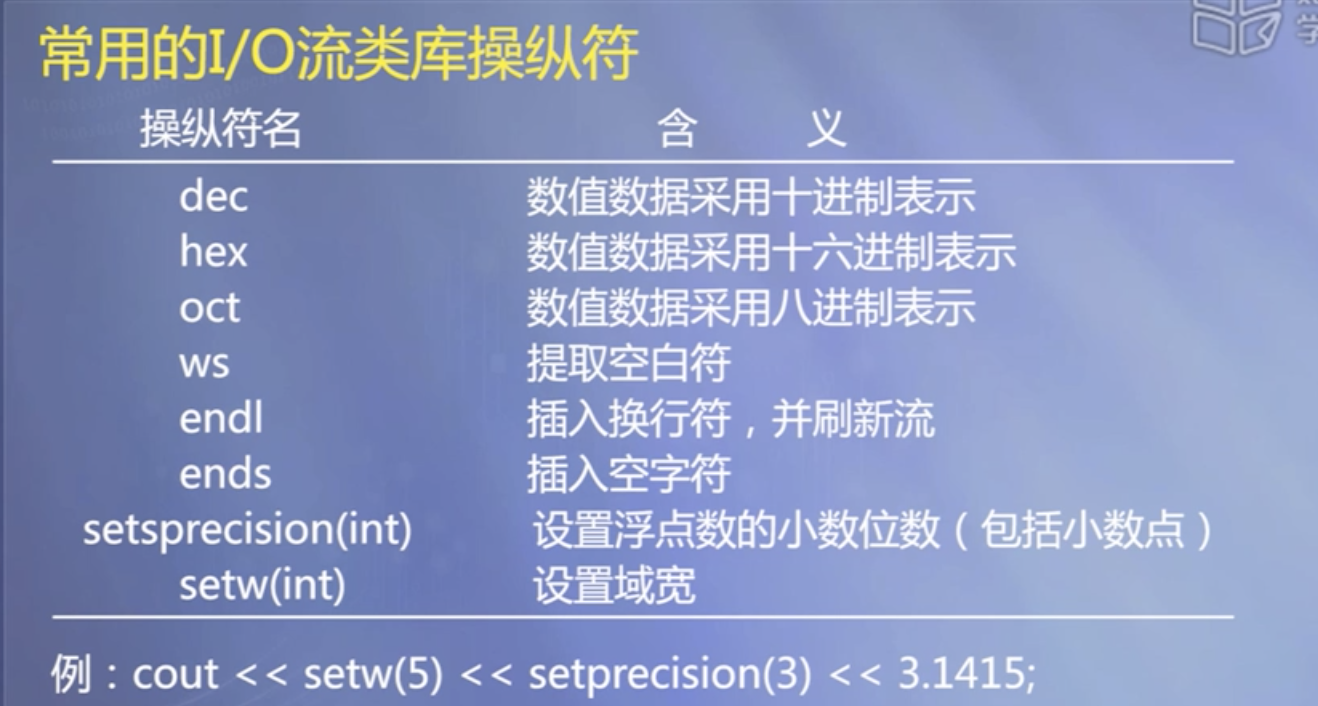 常用的I/O流类库操纵符
操纵符名 含 义
dec 数值数据采用十进制表示
hex 数值数据采用十六进制表示
oct 数值数据采用八进制表示
ws 提取空白符
endl 插入换行符，并刷新流
ends 插入空字符
setsprecision(int) 设置浮点数的小数位数（包括小数点）
setw(int) 设置域宽
例：cout << setw(5) << setprecision(3) << 3.1415;